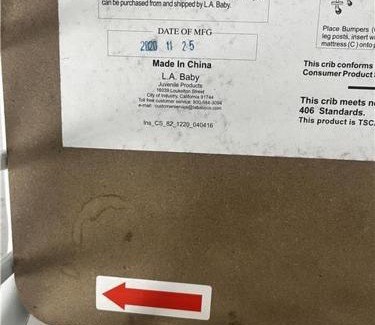 can be purchased from and shipped by L.A. Baby.
DATE OF MFG
2020 11 25
Made In China
L.A. Baby
Juvenile Products
City of Industry, California 91744
Ins_CS_82_1220_040416
Place Bumpers (
leg posts, insert w
mattress (C) onto p
This crib conforms
Consumer Product
This crib meets n
406 Standards.
This product is TSC